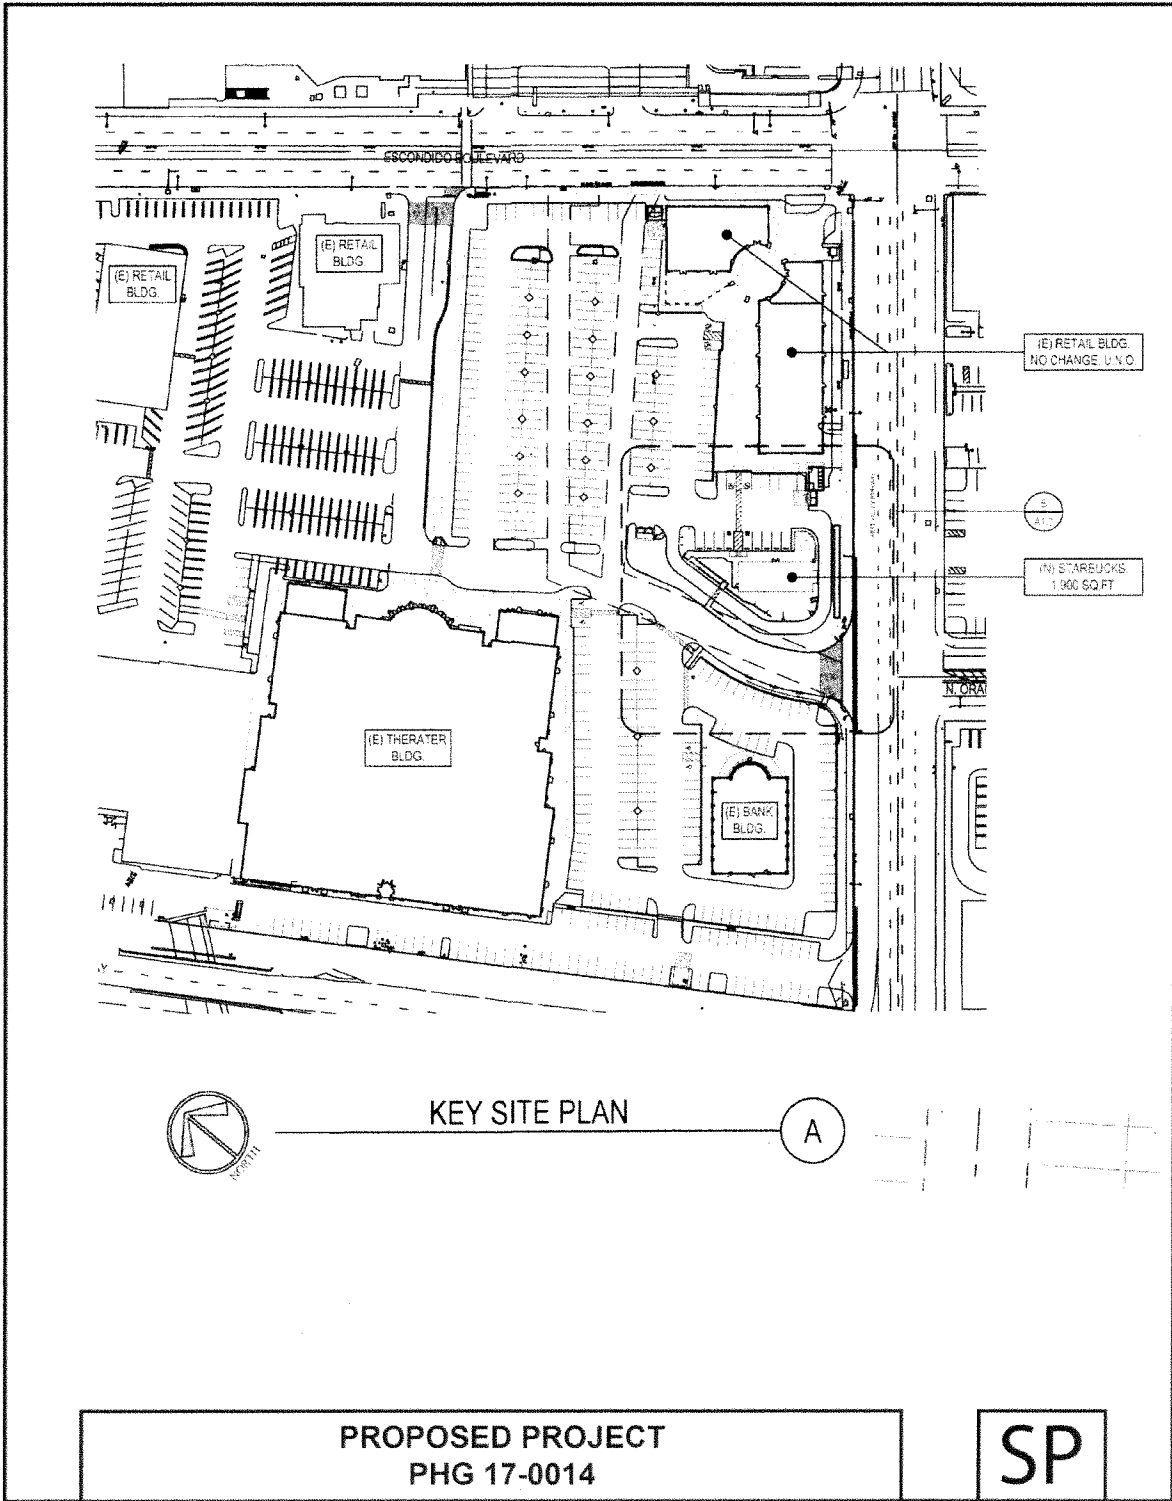 ESCONDIDO BOULEVARD
(E) RETAIL
BLDG.
(E) RETAIL
BLDG.
(E) RETAIL BLDG.
NO CHANGE, U.N.O.
(N) STARBUCKS
1,900 SQ.FT
N. ORA
(E) THERATER
BLDG.
(E) BANK
BLDG.
KEY SITE PLAN
A
NORTH
PROPOSED PROJECT
PHG 17-0014
SP